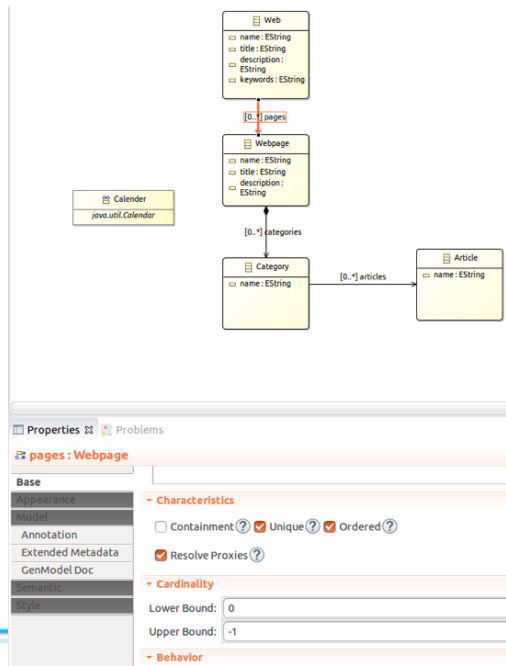 Web
name : EString
title : EString
description :
EString
keywords : EString
[0..*] pages
Webpage
name : EString
title : EString
description :
EString
Calender
java.util.Calendar
[0..*] categories
Category
name : EString
[0..*] articles
Article
name : EString
Properties
Problems
pages : Webpage
Base
Appearance
Model
Annotation
Extended Metadata
GenModel Doc
Semantic
Style
Characteristics
Containment ? Unique ? Ordered ?
Resolve Proxies ?
Cardinality
Lower Bound: 0
Upper Bound: -1
Behavior